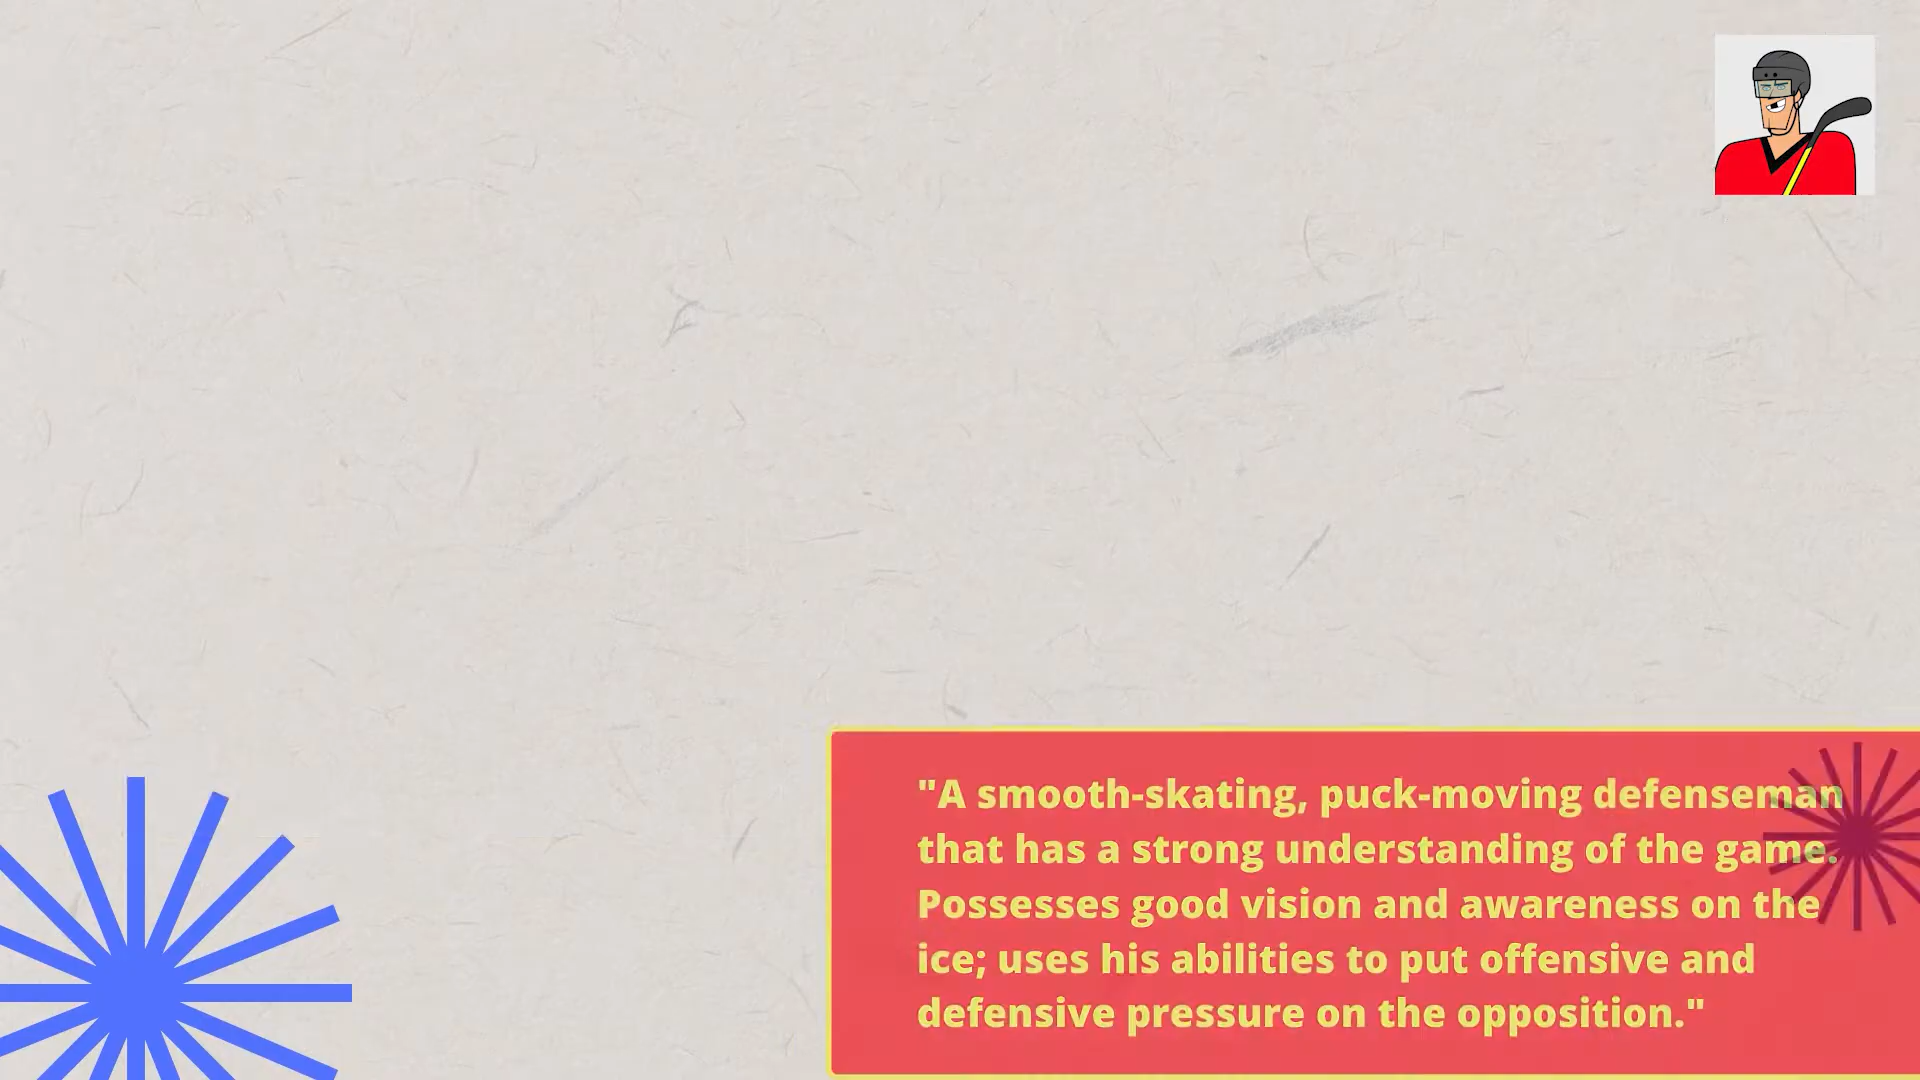 "A smooth-skating, puck-moving defenseman
that has a strong understanding of the game.
Possesses good vision and awareness on the
ice; uses his abilities to put offensive and
defensive pressure on the opposition."